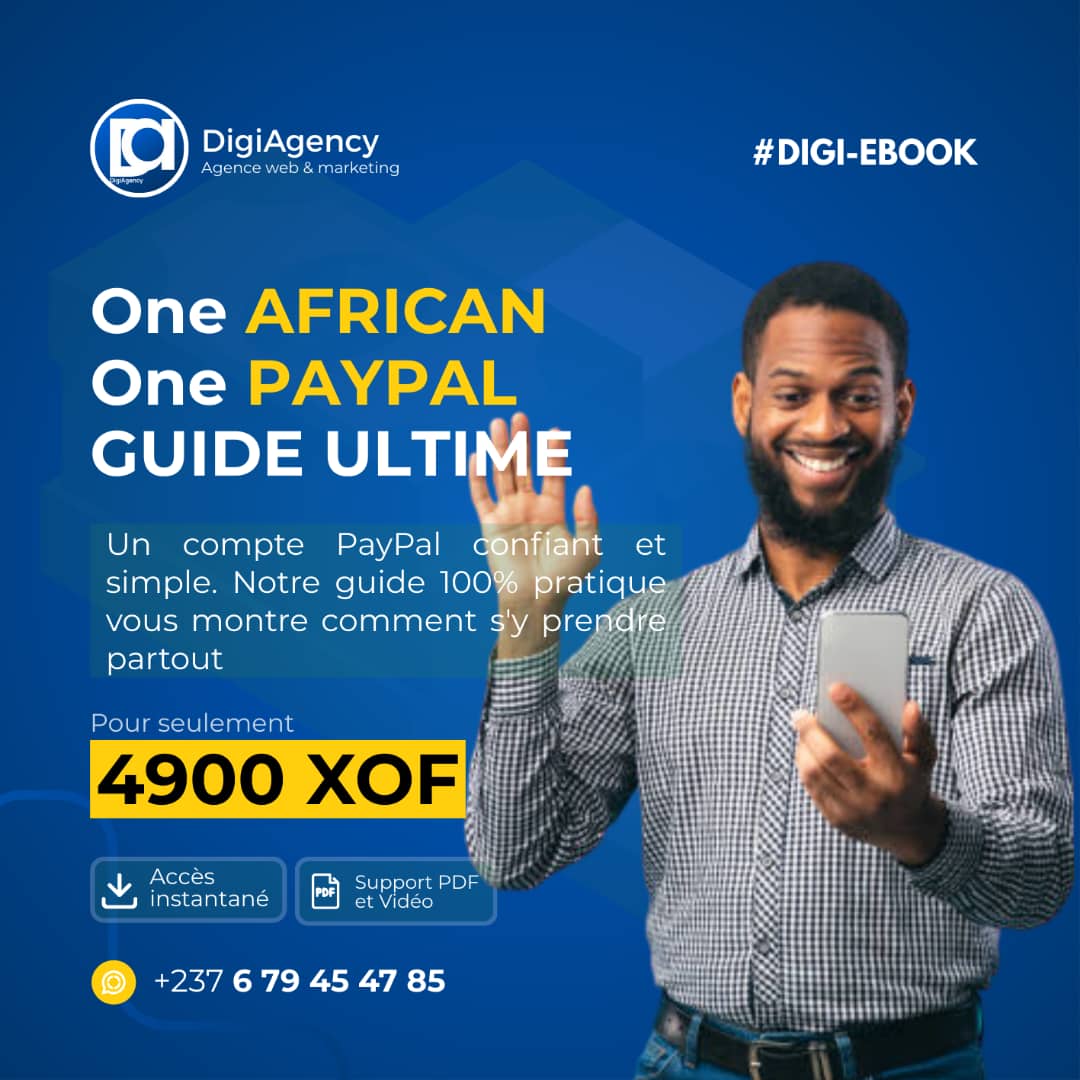 DigiAgency
Agence web & marketing
DigiAgency
#DIGI-EBOOK
One AFRICAN
One PAYPAL
GUIDE ULTIME
Un compte PayPal confiant et
simple. Notre guide 100% pratique
vous montre comment s'y prendre
partout
Pour seulement
4900 XOF
Accès
instantané
PDF
Support PDF
et Vidéo
+237 6 79 45 47 85